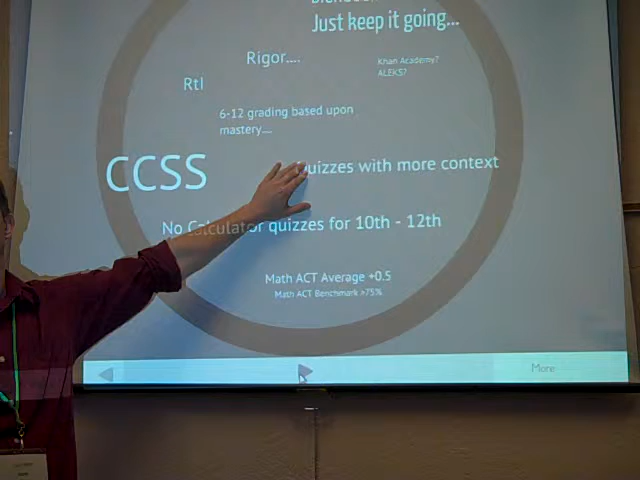 Just keep it going...
Rigor....
Khan Academy?
ALEKS?
RtI
6-12 grading based upon
mastery....
CCSS
quizzes with more context
No Calculator quizzes for 10th - 12th
Math ACT Average +0.5
Math ACT Benchmark >75%
More